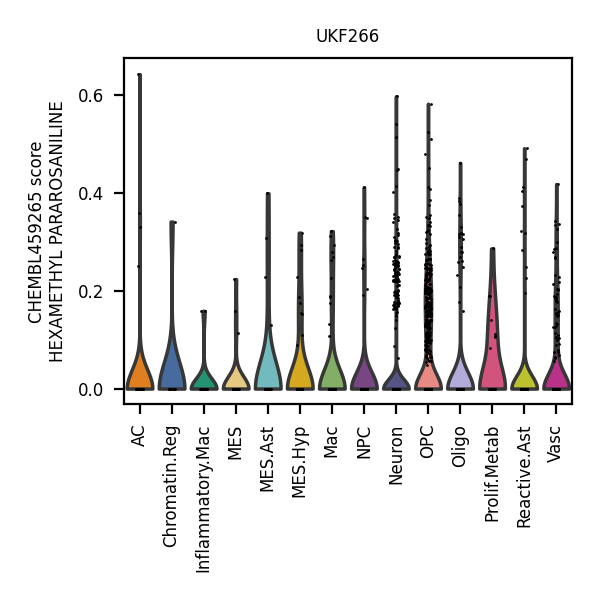 UKF266
CHEMBL459265 score
HEXAMETHYL PARAROSANILINE
0.6
0.4
0.2
0.0
AC
Chromatin.Reg
Inflammatory.Mac
MES
MES.Ast
MES.Hyp
Mac
NPC
Neuron
OPC
Oligo
Prolif.Metab
Reactive.Ast
Vasc